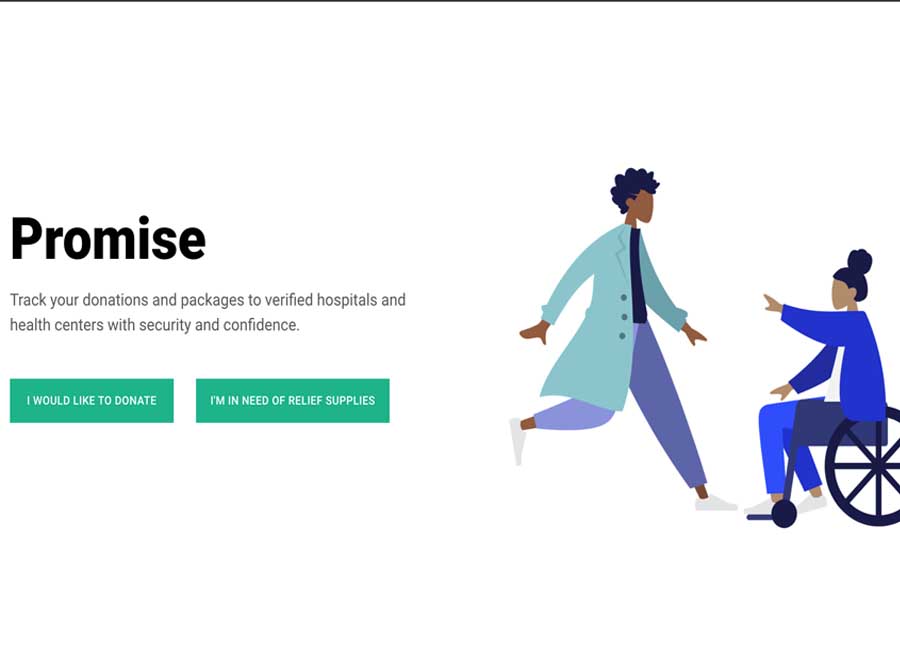 Promise
Track your donations and packages to verified hospitals and
health centers with security and confidence.
I WOULD LIKE TO DONATE
I'M IN NEED OF RELIEF SUPPLIES